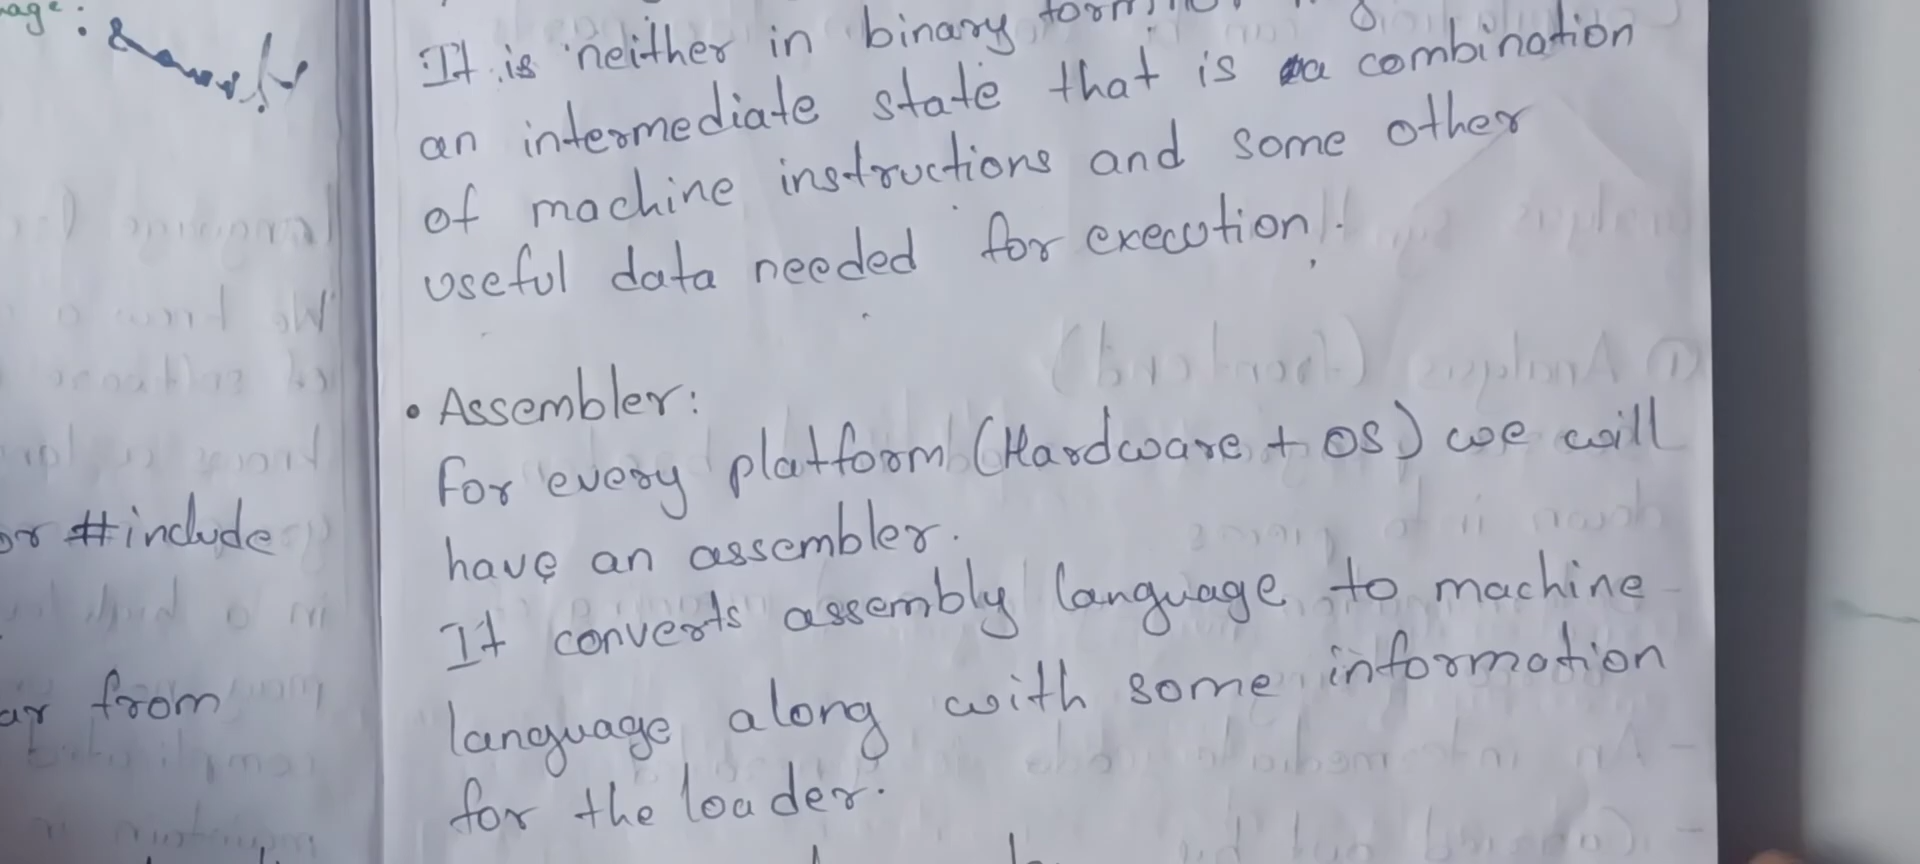 age:
or #include
ar from
It is neither in binary
an intermediate state that is a combination
of machine instructions and some other
useful data needed for execution.
• Assembler:
For every platform (Hardware + OS) we will
have an assembler.
It converts assembly language to machine
language along with some information
for the loader.